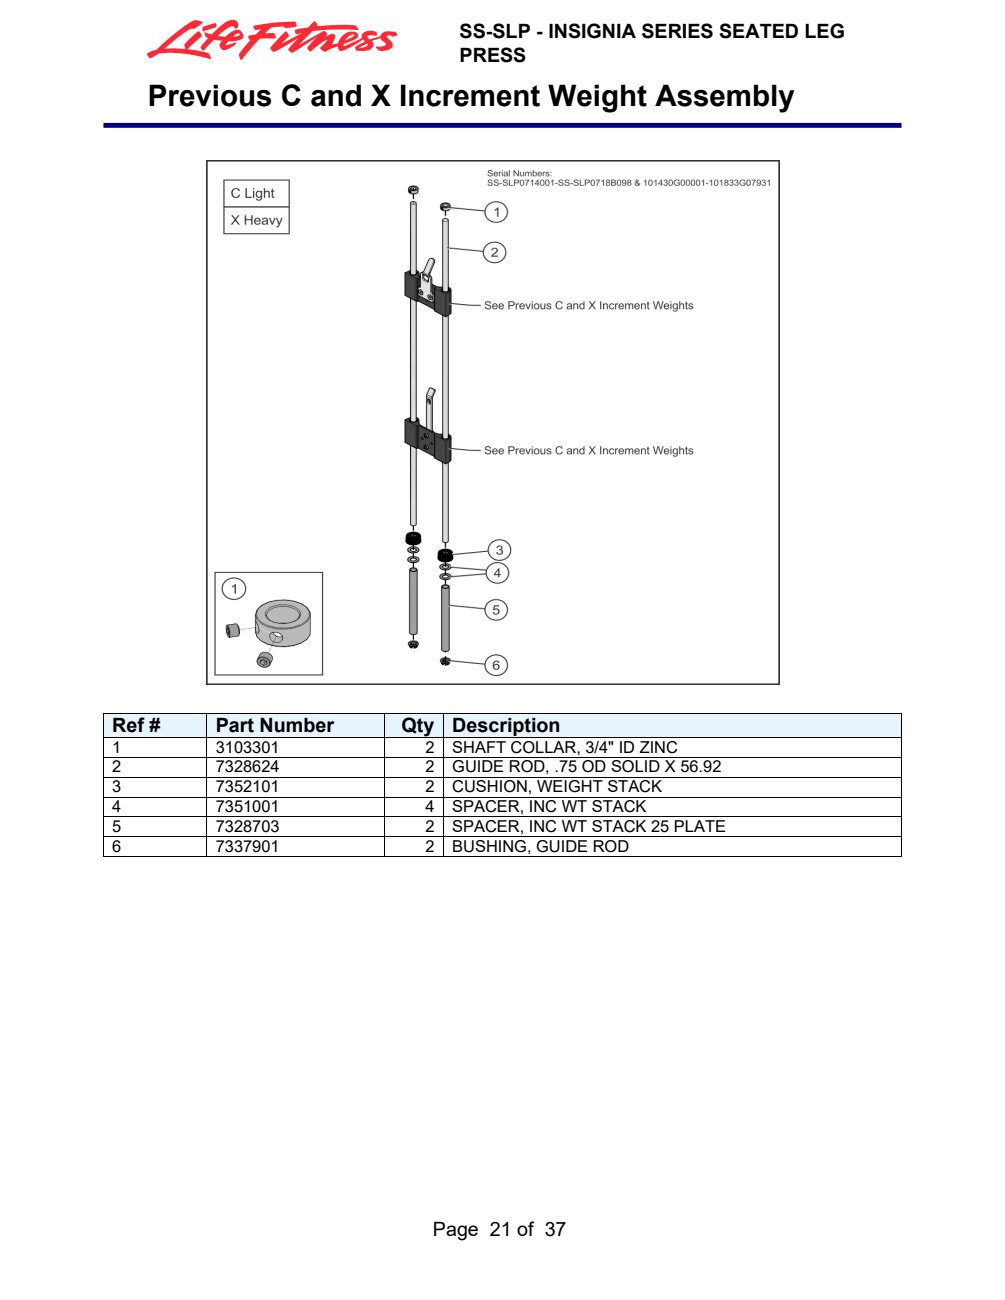 Life Fitness
SS-SLP - INSIGNIA SERIES SEATED LEG
PRESS
Previous C and X Increment Weight Assembly
Serial Numbers:
SS-SLP0714001-SS-SLP0718B098 & 101430G00001-101833G07931
C Light
X Heavy
1
2
See Previous C and X Increment Weights
See Previous C and X Increment Weights
3
4
1
5
6
Ref # Part Number Qty Description
1 3103301 2 SHAFT COLLAR, 3/4" ID ZINC
2 7328624 2 GUIDE ROD, .75 OD SOLID X 56.92
3 7352101 2 CUSHION, WEIGHT STACK
4 7351001 4 SPACER, INC WT STACK
5 7328703 2 SPACER, INC WT STACK 25 PLATE
6 7337901 2 BUSHING, GUIDE ROD
Page 21 of 37